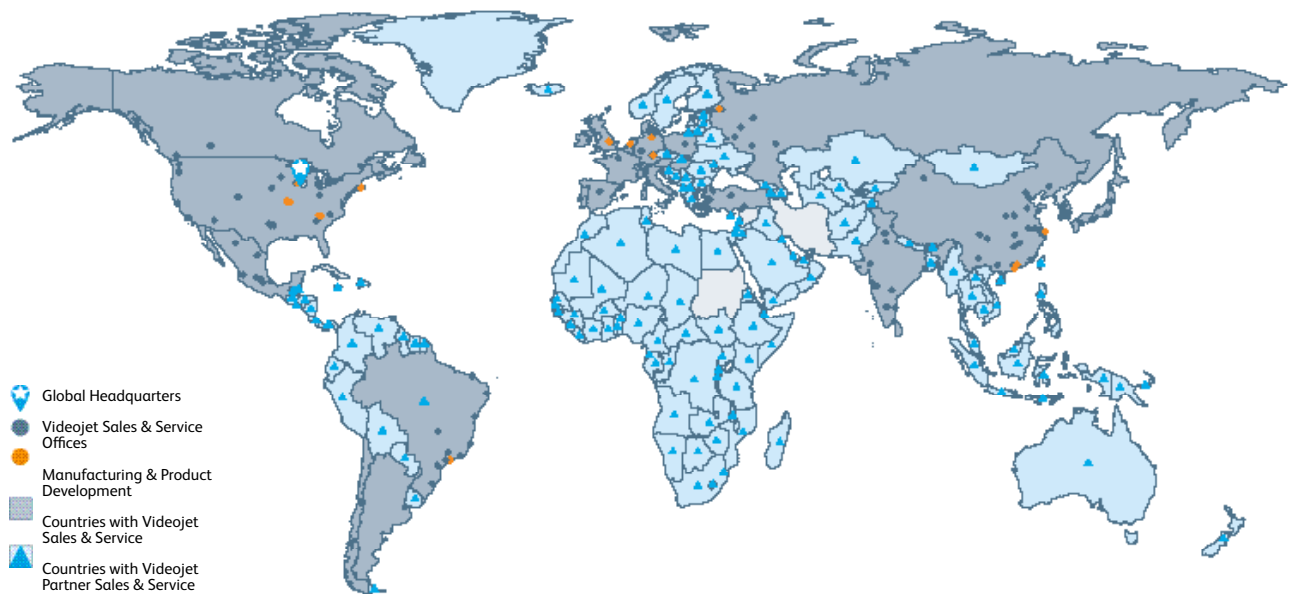 Global Headquarters
Videojet Sales & Service
Offices
Manufacturing & Product
Development
Countries with Videojet
Sales & Service
Countries with Videojet
Partner Sales & Service